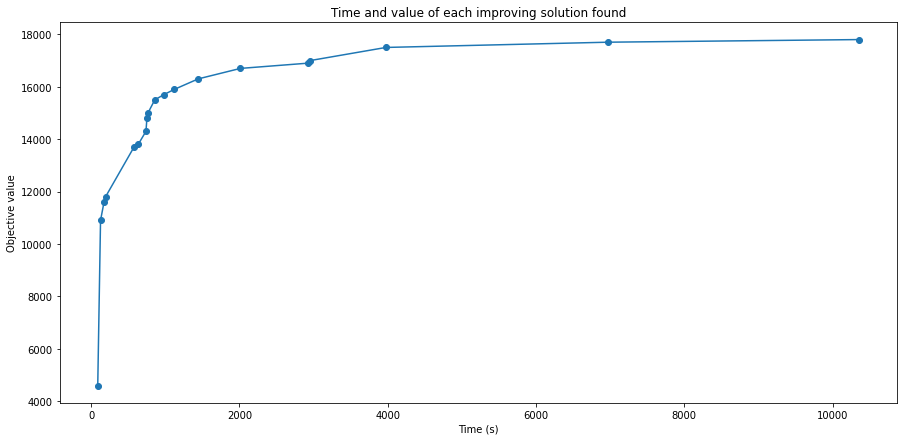 Time and value of each improving solution found
18000
16000
14000
12000
10000
8000
6000
4000
Objective value
0 2000 4000 6000 8000 10000
Time (s)